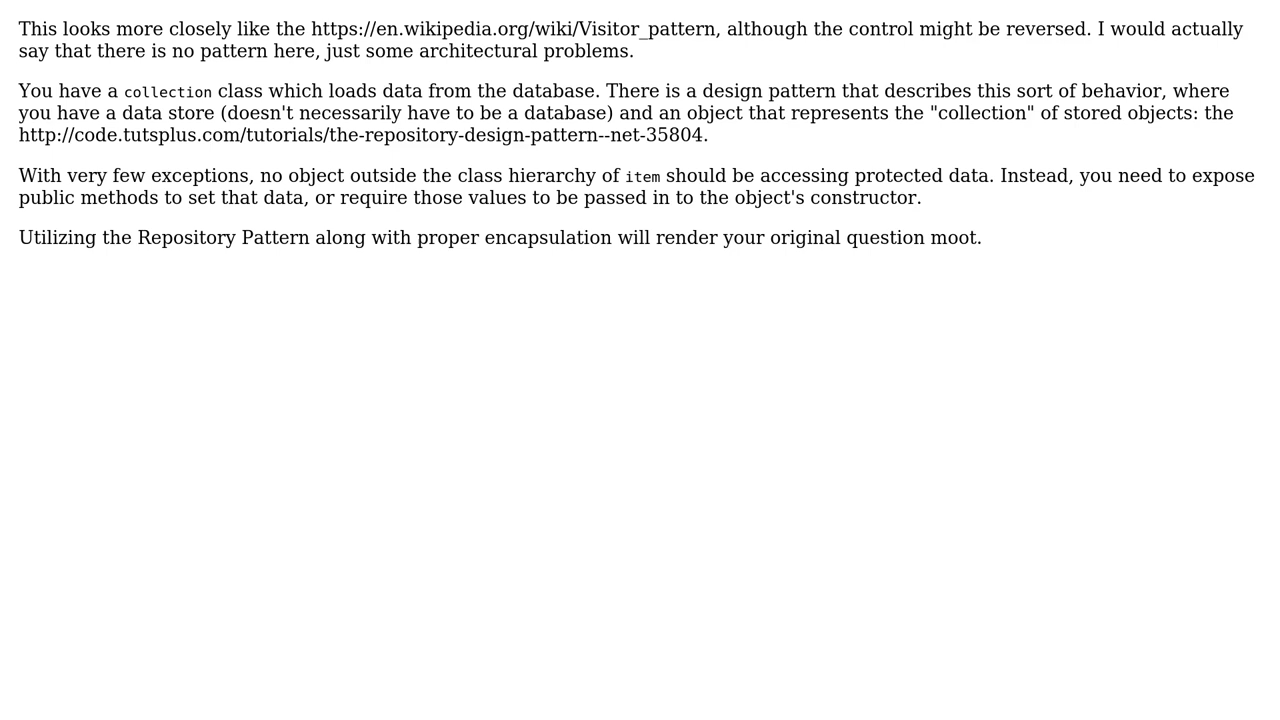 This looks more closely like the https://en.wikipedia.org/wiki/Visitor_pattern, although the control might be reversed. I would actually
say that there is no pattern here, just some architectural problems.
You have a collection class which loads data from the database. There is a design pattern that describes this sort of behavior, where
you have a data store (doesn't necessarily have to be a database) and an object that represents the "collection" of stored objects: the
http://code.tutsplus.com/tutorials/the-repository-design-pattern--net-35804.
With very few exceptions, no object outside the class hierarchy of item should be accessing protected data. Instead, you need to expose
public methods to set that data, or require those values to be passed in to the object's constructor.
Utilizing the Repository Pattern along with proper encapsulation will render your original question moot.